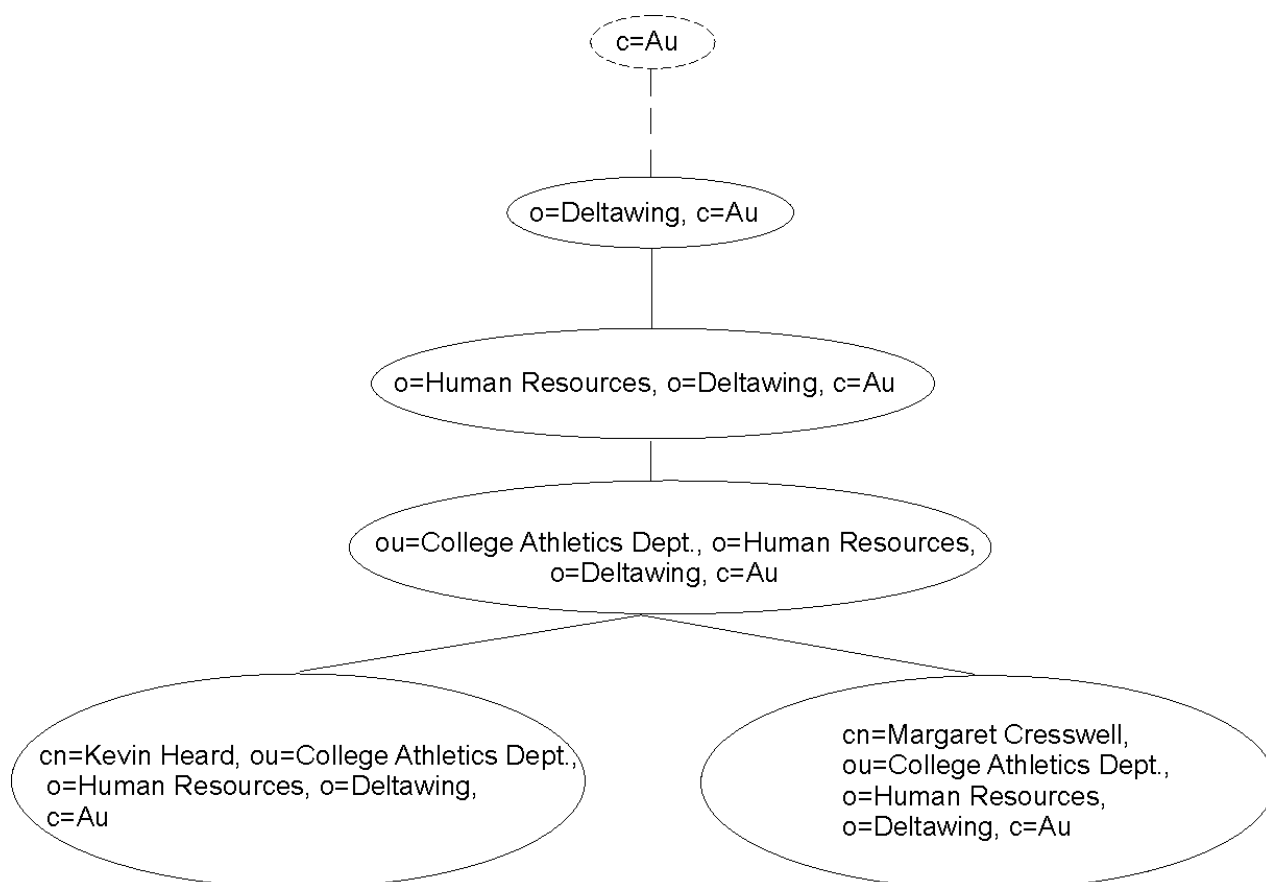 c=Au
o=Deltawing, c=Au
o=Human Resources, o=Deltawing, c=Au
ou=College Athletics Dept., o=Human Resources,
o=Deltawing, c=Au
cn=Kevin Heard, ou=College Athletics Dept.,
o=Human Resources, o=Deltawing,
c=Au
cn=Margaret Cresswell,
ou=College Athletics Dept.,
o=Human Resources,
o=Deltawing, c=Au